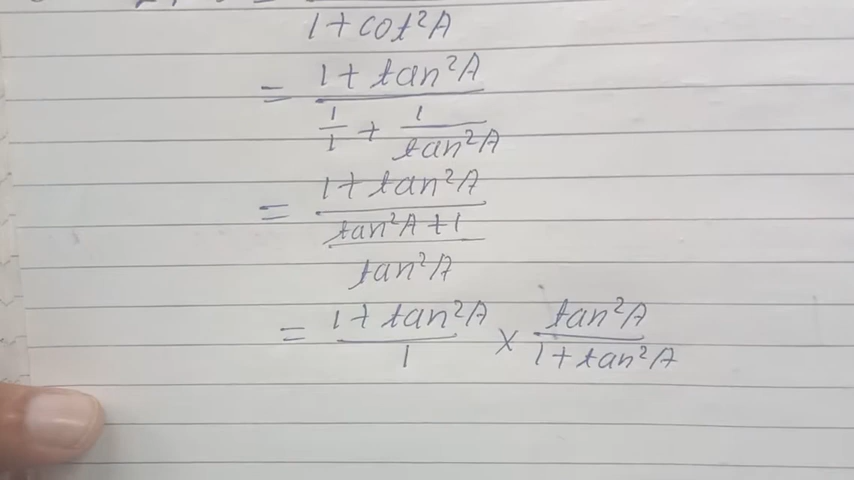 1 + cot²A
= 1 + tan²A
1/1 + 1/tan²A
= 1 + tan²A
tan²A + 1
tan²A
= (1 + tan²A)/1 × tan²A/(1 + tan²A)